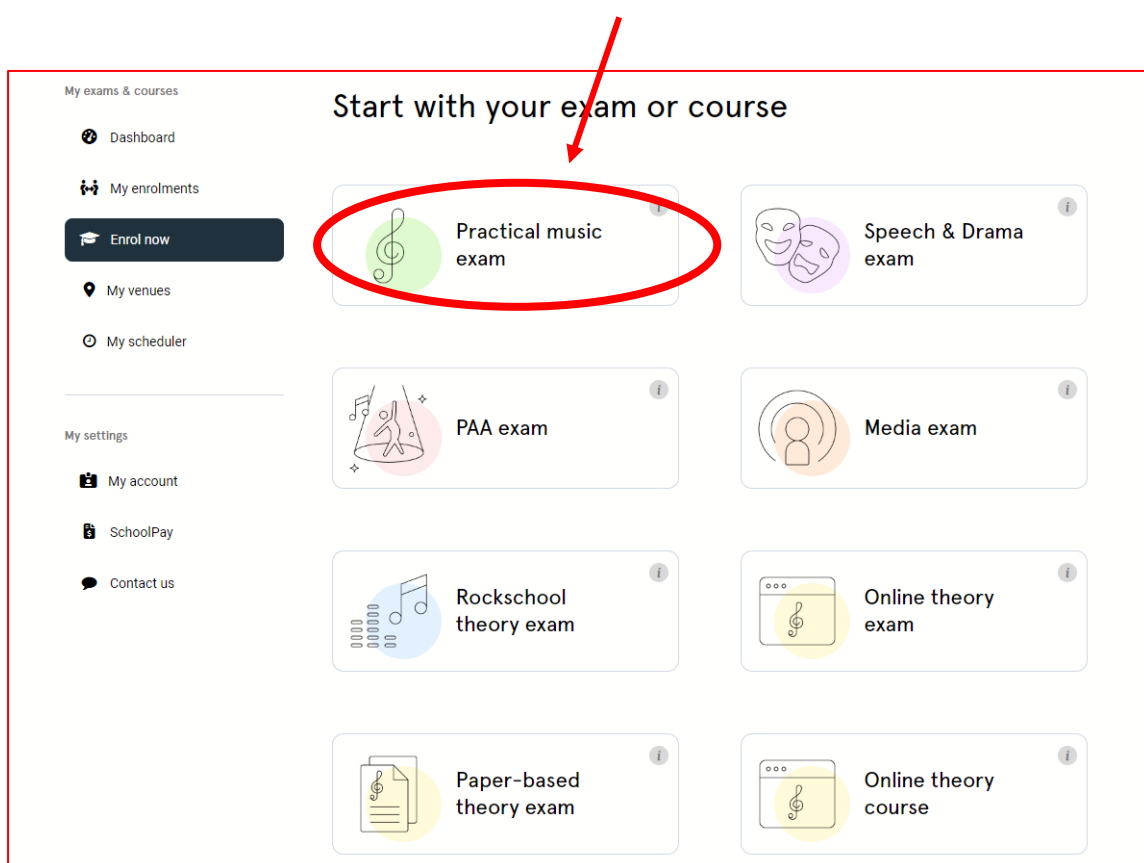 My exams & courses
Dashboard
My enrolments
Enrol now
My venues
My scheduler
My settings
My account
SchoolPay
Contact us
Start with your exam or course
Practical music
exam
i
Speech & Drama
exam
i
PAA exam
i
Media exam
i
Rockschool
theory exam
i
Online theory
exam
i
Paper-based
theory exam
i
Online theory
course
i